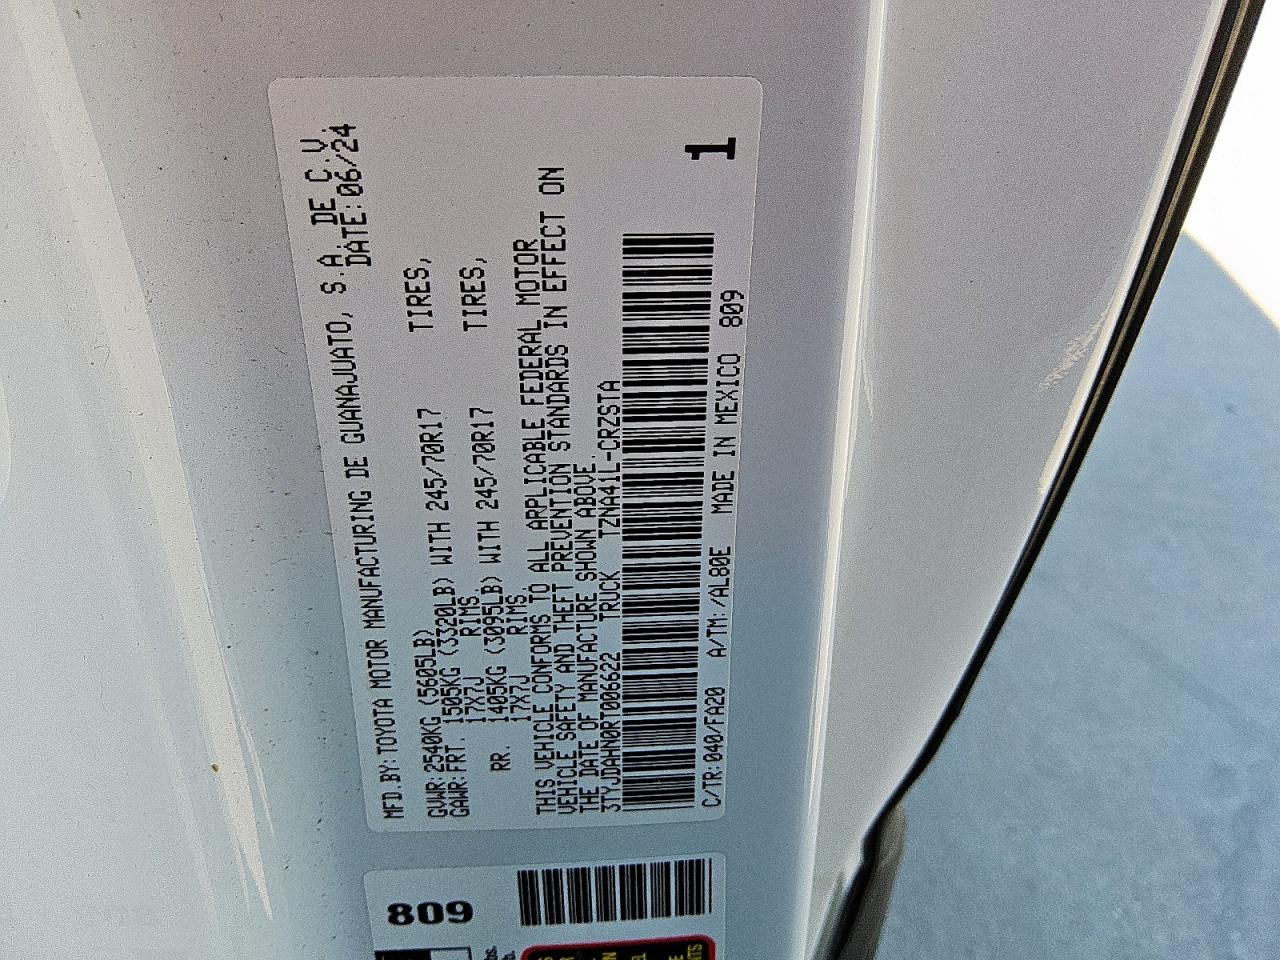 MFD.BY:TOYOTA MOTOR MANUFACTURING DE GUANAJUATO, S.A. DE C.V.
DATE:06/24
GVWR:2540KG (5605LB)
GAWR:FRT. 1505KG (3320LB) WITH 245/70R17 TIRES,
17X7J RIMS.
RR. 1405KG (3095LB) WITH 245/70R17 TIRES,
17X7J RIMS.
THIS VEHICLE CONFORMS TO ALL APPLICABLE FEDERAL MOTOR
VEHICLE SAFETY AND THEFT PREVENTION STANDARDS IN EFFECT ON
THE DATE OF MANUFACTURE SHOWN ABOVE.
3TYJDAHN0RT006622 TRUCK TZNA41L-CRZSTA
1
C/TR:040/FA20 A/TM:/AL80E MADE IN MEXICO 809
809